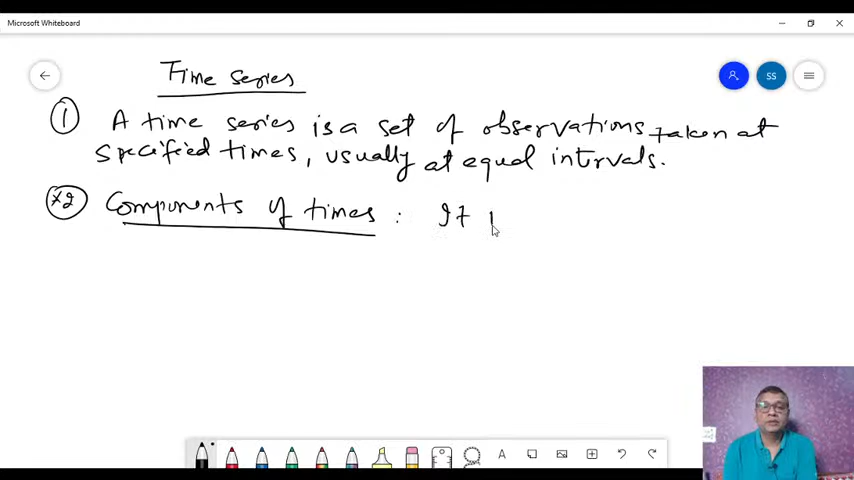 Microsoft Whiteboard
Time series
SS
① A time series is a set of observations taken at
specified times, usually at equal intervals.
Components of times : It
A